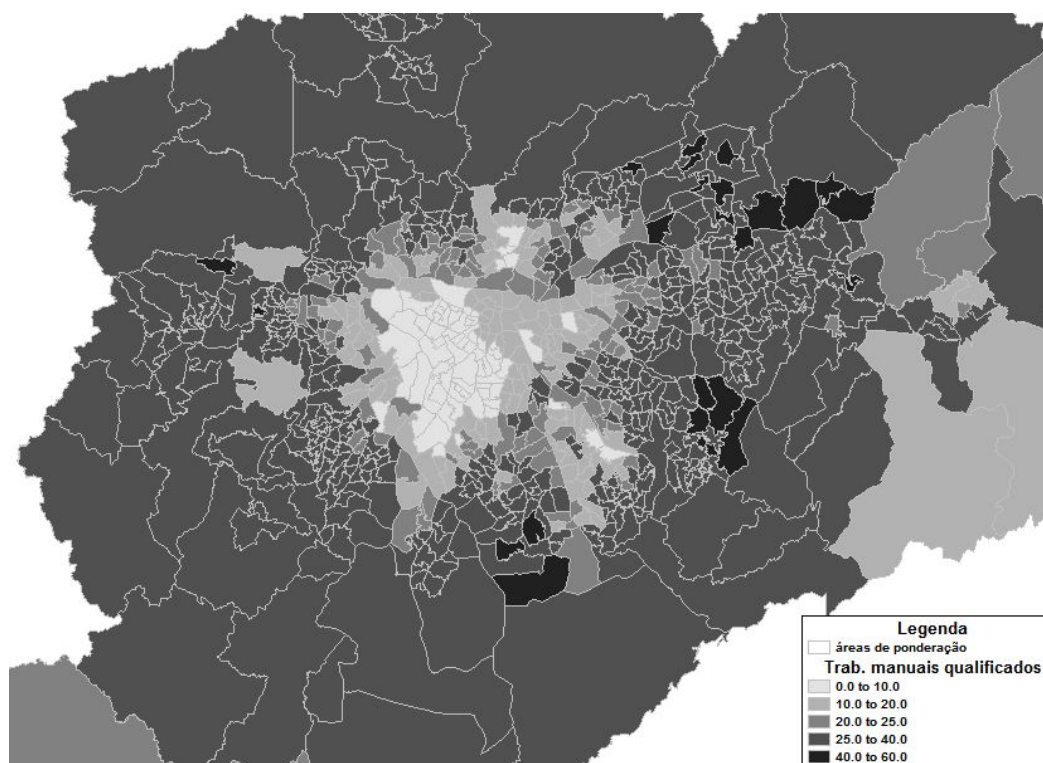 Legenda
áreas de ponderação
Trab. manuais qualificados
0.0 to 10.0
10.0 to 20.0
20.0 to 25.0
25.0 to 40.0
40.0 to 60.0